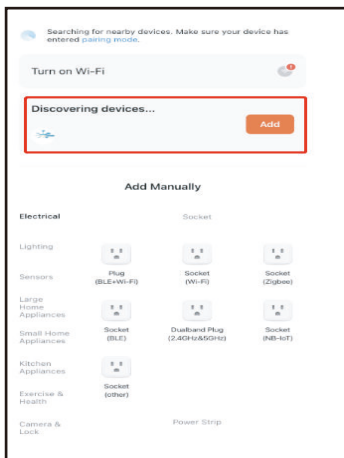 Searching for nearby devices. Make sure your device has
entered pairing mode.
Turn on Wi-Fi
Discovering devices...
Add
Add Manually
Electrical
Socket
Lighting
Sensors
Large
Home
Appliances
Small Home
Appliances
Kitchen
Appliances
Exercise &
Health
Camera &
Lock
Plug
(BLE+Wi-Fi)
Socket
(Wi-Fi)
Socket
(Zigbee)
Socket
(BLE)
Dualband Plug
(2.4GHz&5GHz)
Socket
(NB-IoT)
Socket
(other)
Power Strip